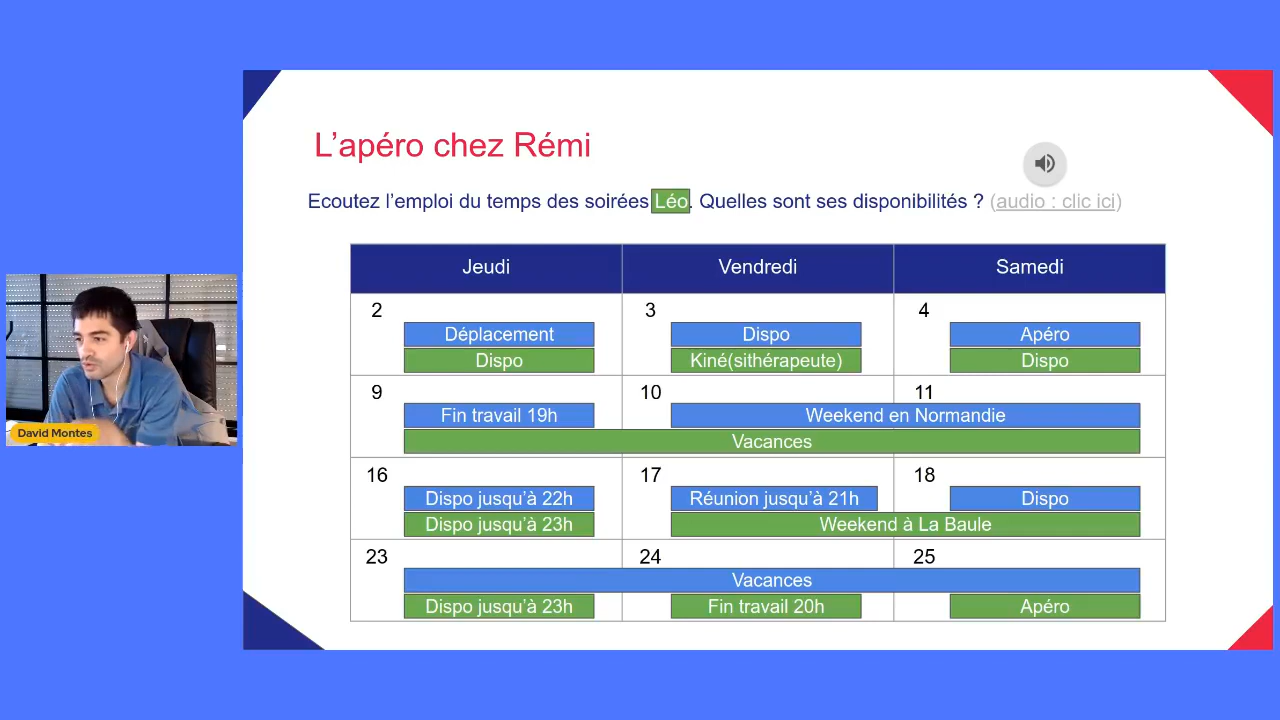 L'apéro chez Rémi
Ecoutez l'emploi du temps des soirées Léo. Quelles sont ses disponibilités ? (audio : clic ici)
Jeudi Vendredi Samedi
2 3 4
Déplacement Dispo Apéro
Dispo Kiné(sithérapeute) Dispo
9 10 11
Fin travail 19h Weekend en Normandie
Vacances
16 17 18
Dispo jusqu'à 22h Réunion jusqu'à 21h Dispo
Dispo jusqu'à 23h Weekend à La Baule
23 24 25
Vacances
Dispo jusqu'à 23h Fin travail 20h Apéro
David Montes